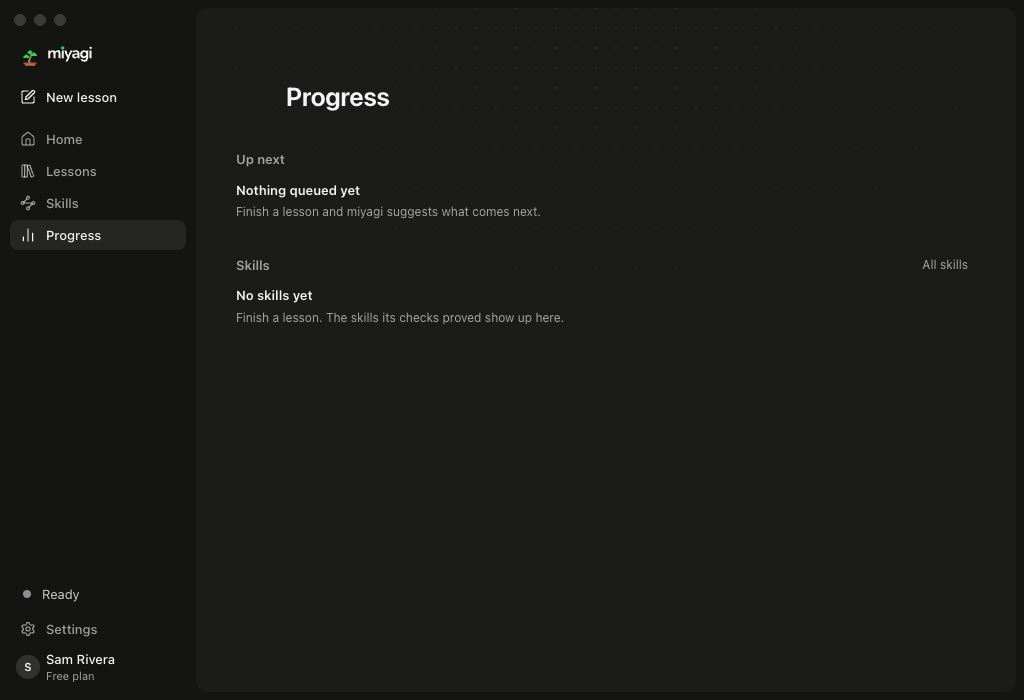 miyagi
New lesson
Home
Lessons
Skills
Progress
Ready
Settings
S
Sam Rivera
Free plan
Progress
Up next
Nothing queued yet
Finish a lesson and miyagi suggests what comes next.
Skills
All skills
No skills yet
Finish a lesson. The skills its checks proved show up here.